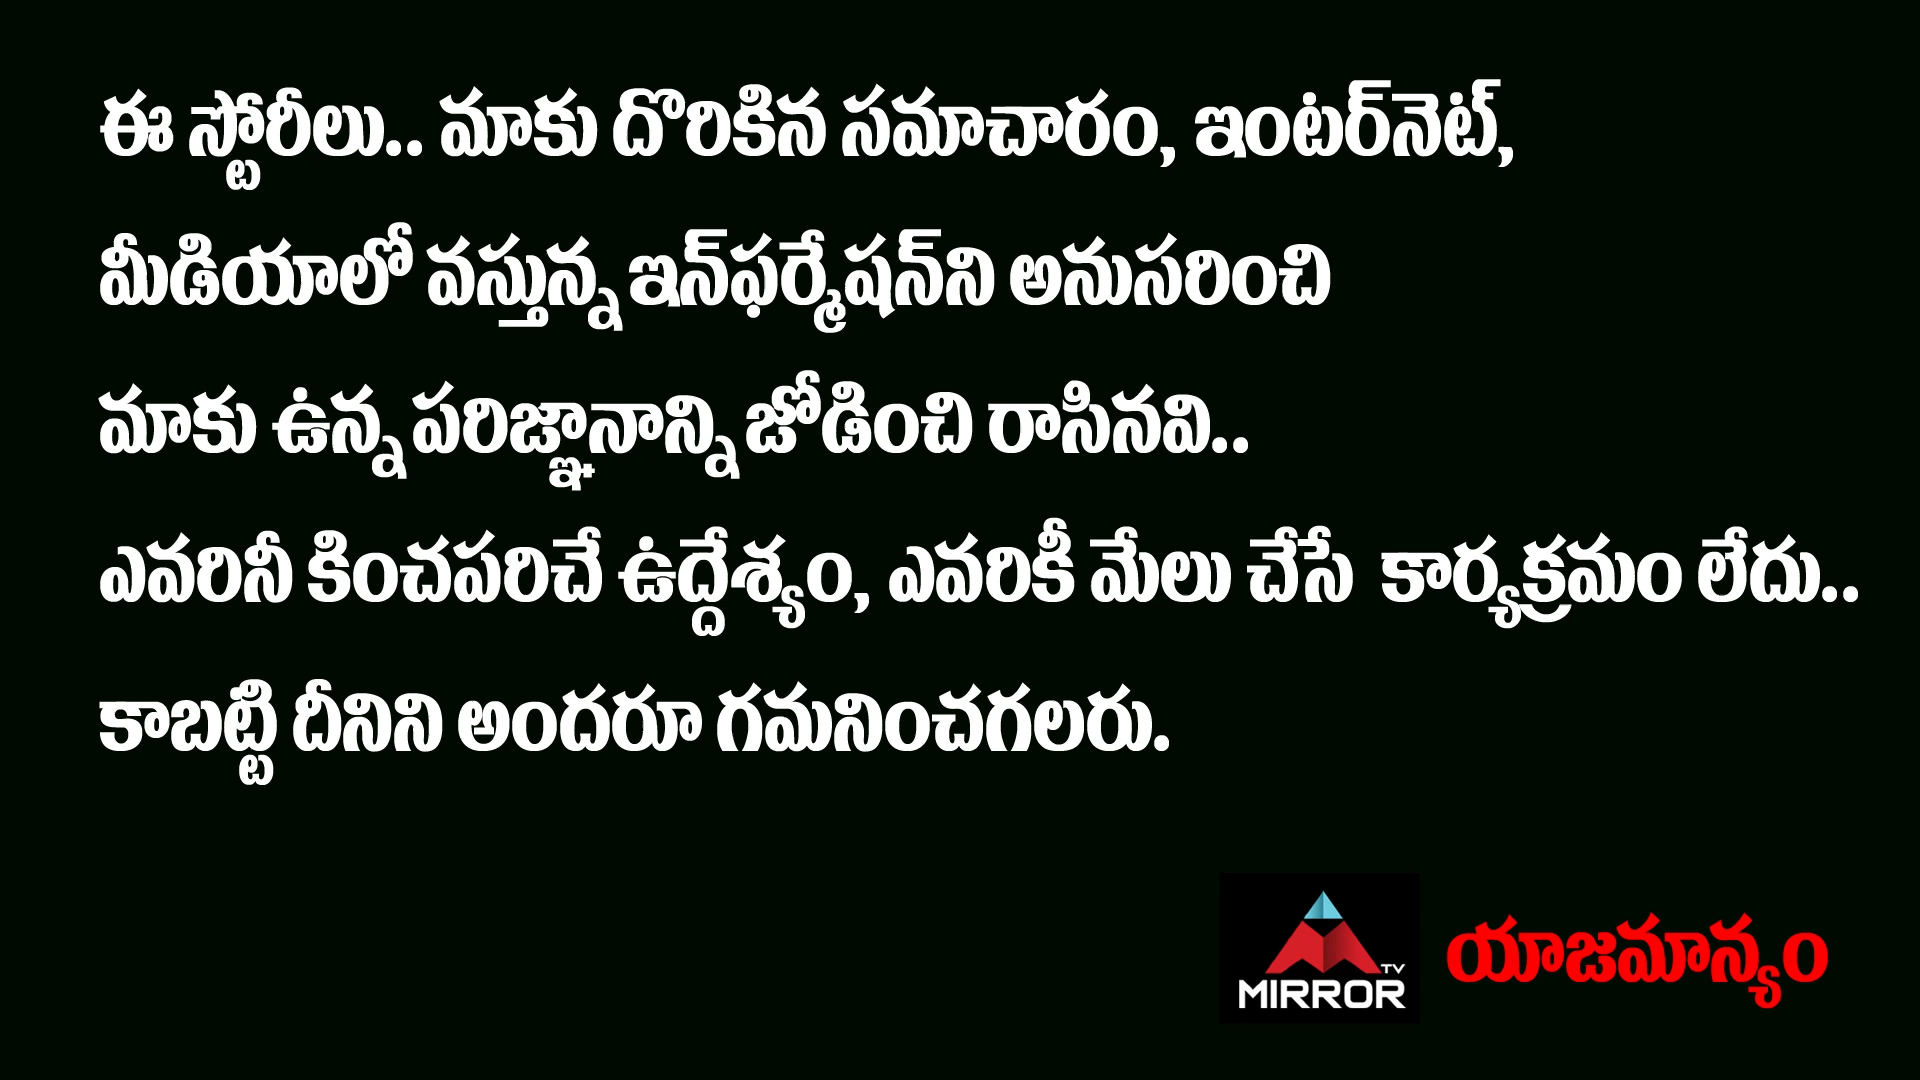 ఈ స్టోరీలు.. మాకు దొరికిన సమాచారం, ఇంటర్‌నెట్,
మీడియాలో వస్తున్న ఇన్‌ఫర్మేషన్‌ని అనుసరించి
మాకు ఉన్న పరిజ్ఞానాన్ని జోడించి రాసినవి..
ఎవరినీ కించపరిచే ఉద్దేశ్యం, ఎవరికీ మేలు చేసే కార్యక్రమం లేదు..
కాబట్టి దీనిని అందరూ గమనించగలరు.
TV
MIRROR
యాజమాన్యం